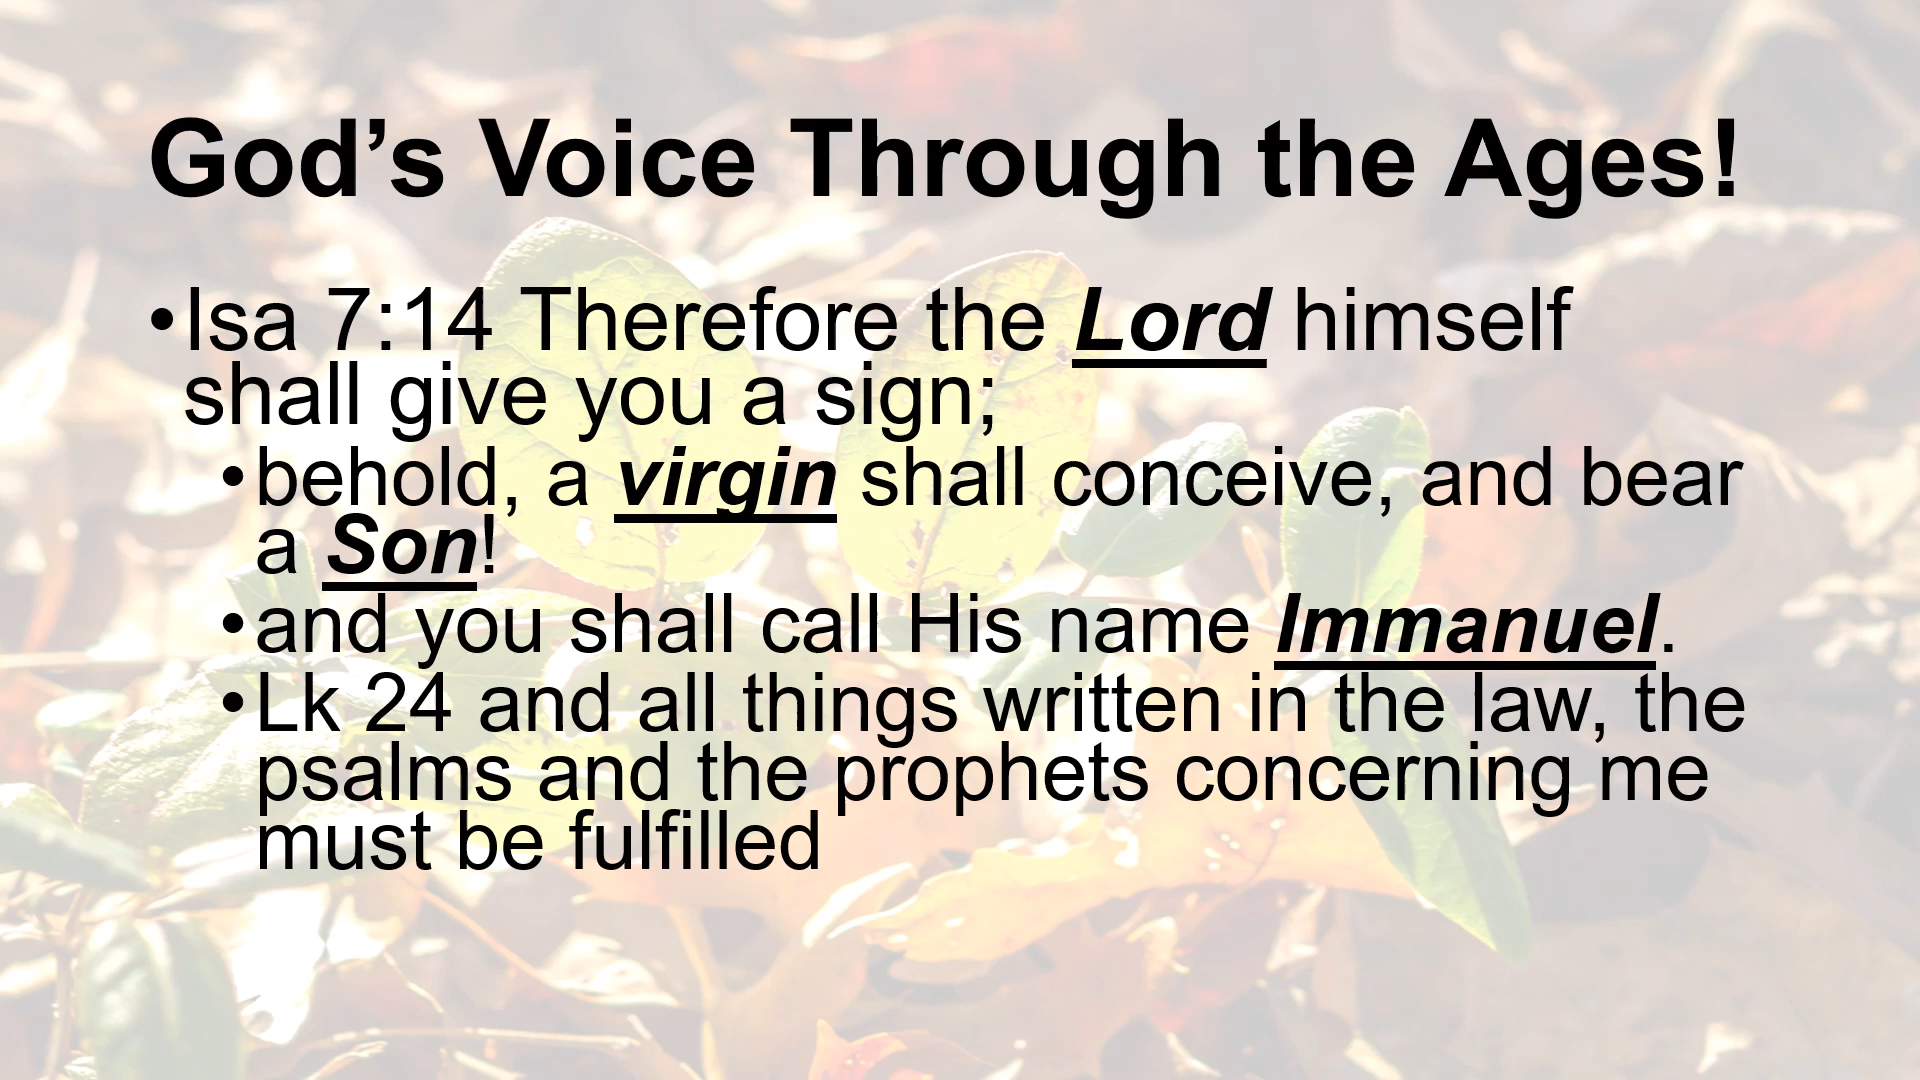 God’s Voice Through the Ages!
•Isa 7:14 Therefore the Lord himself
shall give you a sign;
•behold, a virgin shall conceive, and bear
a Son!
•and you shall call His name Immanuel.
•Lk 24 and all things written in the law, the
psalms and the prophets concerning me
must be fulfilled